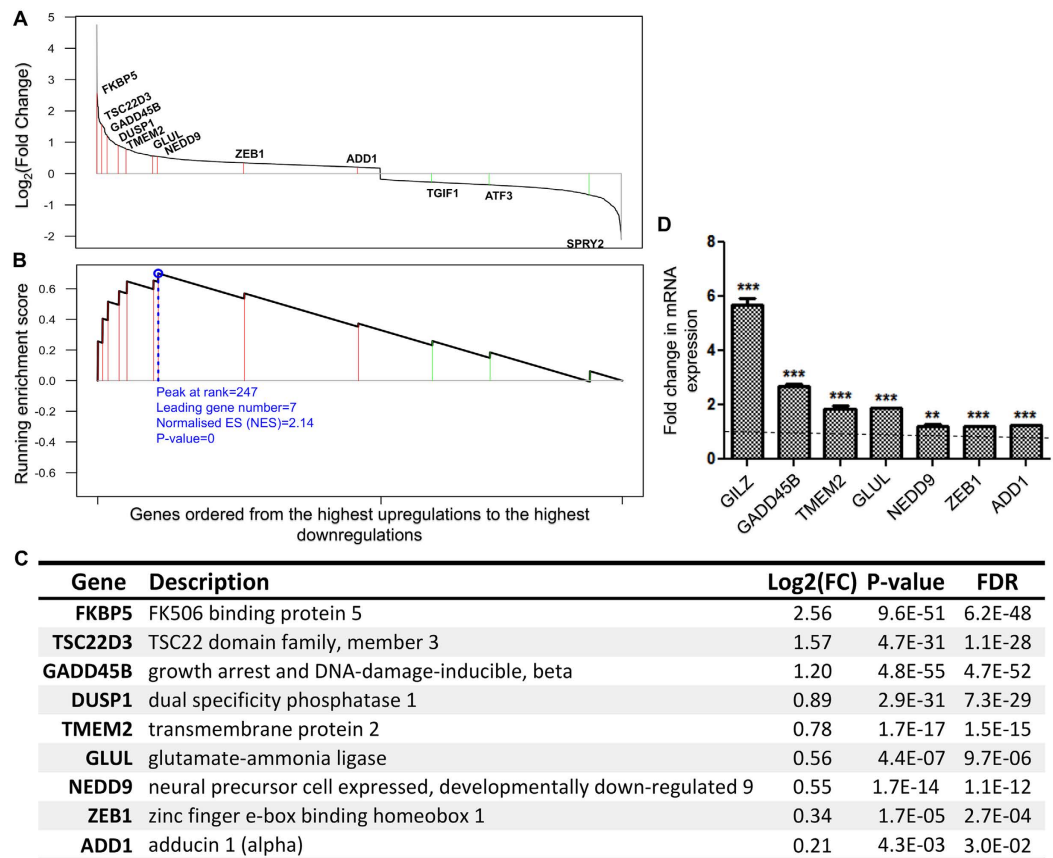 A
Log2(Fold Change)
5
4
3
2
1
0
-1
-2
FKBP5
TSC22D3
GADD45B
DUSP1
TMEM2
GLUL
NEDD9
ZEB1
ADD1
TGIF1
ATF3
SPRY2
B
Running enrichment score
0.6
0.4
0.2
0.0
-0.2
-0.4
-0.6
Peak at rank=247
Leading gene number=7
Normalised ES (NES)=2.14
P-value=0
Genes ordered from the highest upregulations to the highest
downregulations
D
Fold change in mRNA
expression
8
6
4
2
0
***
***
***
***
**
***
***
GILZ
GADD45B
TMEM2
GLUL
NEDD9
ZEB1
ADD1
C
Gene Description Log2(FC) P-value FDR
FKBP5 FK506 binding protein 5 2.56 9.6E-51 6.2E-48
TSC22D3 TSC22 domain family, member 3 1.57 4.7E-31 1.1E-28
GADD45B growth arrest and DNA-damage-inducible, beta 1.20 4.8E-55 4.7E-52
DUSP1 dual specificity phosphatase 1 0.89 2.9E-31 7.3E-29
TMEM2 transmembrane protein 2 0.78 1.7E-17 1.5E-15
GLUL glutamate-ammonia ligase 0.56 4.4E-07 9.7E-06
NEDD9 neural precursor cell expressed, developmentally down-regulated 9 0.55 1.7E-14 1.1E-12
ZEB1 zinc finger e-box binding homeobox 1 0.34 1.7E-05 2.7E-04
ADD1 adducin 1 (alpha) 0.21 4.3E-03 3.0E-02